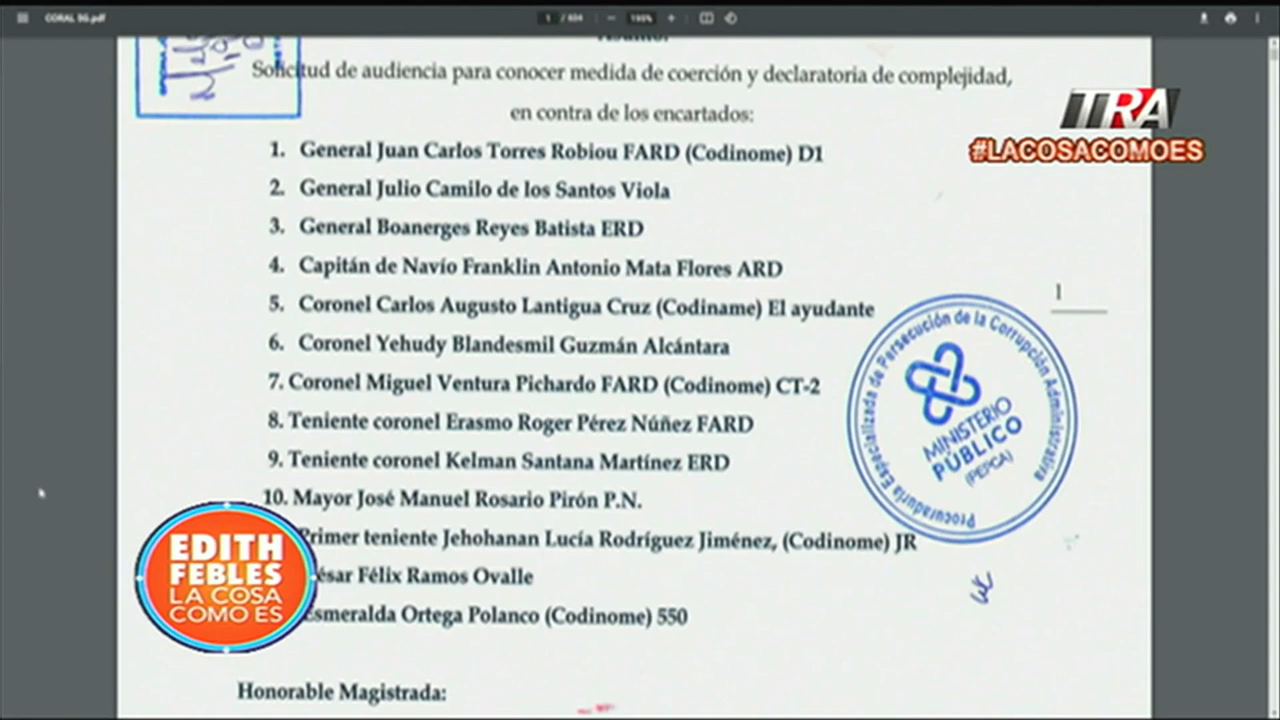 CORAL 5G.pdf
1 / 604
Solicitud de audiencia para conocer medida de coerción y declaratoria de complejidad,
en contra de los encartados:
1. General Juan Carlos Torres Robiou FARD (Codinome) D1
2. General Julio Camilo de los Santos Viola
3. General Boanerges Reyes Batista ERD
4. Capitán de Navío Franklin Antonio Mata Flores ARD
5. Coronel Carlos Augusto Lantigua Cruz (Codiname) El ayudante
6. Coronel Yehudy Blandesmil Guzmán Alcántara
7. Coronel Miguel Ventura Pichardo FARD (Codinome) CT-2
8. Teniente coronel Erasmo Roger Pérez Núñez FARD
9. Teniente coronel Kelman Santana Martínez ERD
10. Mayor José Manuel Rosario Pirón P.N.
Primer teniente Jehohanan Lucía Rodríguez Jiménez, (Codinome) JR
ésar Félix Ramos Ovalle
Esmeralda Ortega Polanco (Codinome) 550
Honorable Magistrada:
1
Procuraduría Especializada de Persecución de la Corrupción Administrativa
MINISTERIO
PÚBLICO
(PEPCA)
TRA
#LACOSACOMOES
EDITH
FEBLES
LA COSA
COMO ES